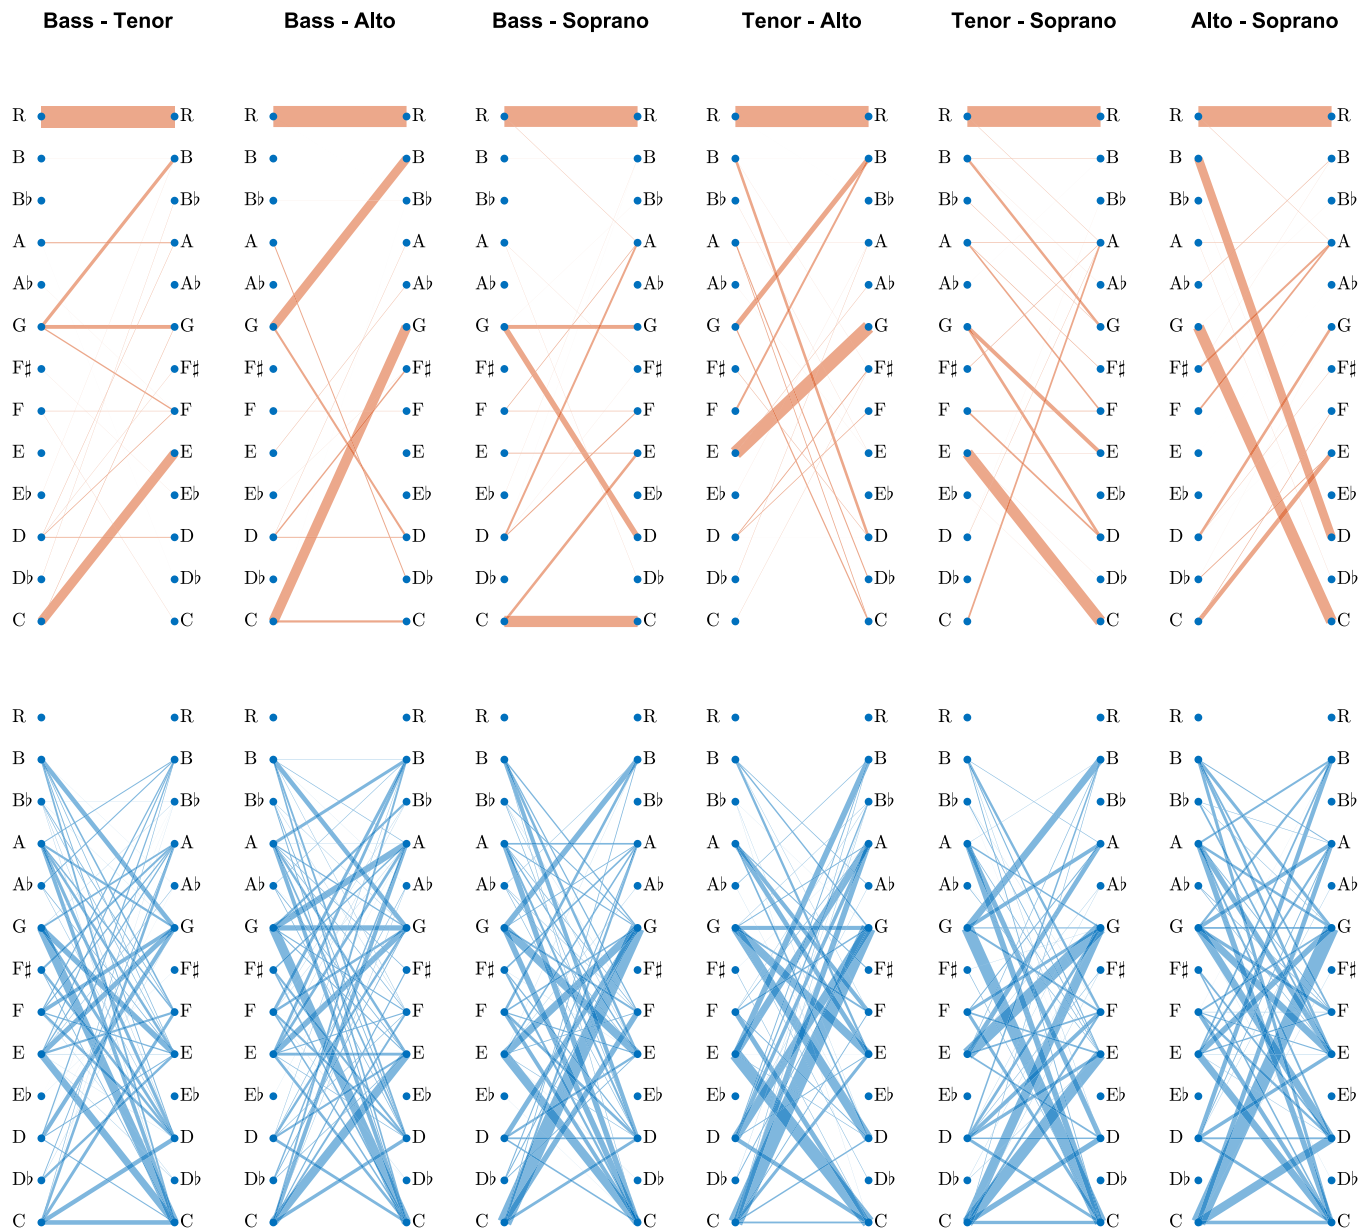 Bass - Tenor Bass - Alto Bass - Soprano Tenor - Alto Tenor - Soprano Alto - Soprano
R R R R R R R R R R R R
B B B B B B B B B B B B
B♭ B♭ B♭ B♭ B♭ B♭ B♭ B♭ B♭ B♭ B♭ B♭
A A A A A A A A A A A A
A♭ A♭ A♭ A♭ A♭ A♭ A♭ A♭ A♭ A♭ A♭ A♭
G G G G G G G G G G G G
F♯ F♯ F♯ F♯ F♯ F♯ F♯ F♯ F♯ F♯ F♯ F♯
F F F F F F F F F F F F
E E E E E E E E E E E E
E♭ E♭ E♭ E♭ E♭ E♭ E♭ E♭ E♭ E♭ E♭ E♭
D D D D D D D D D D D D
D♭ D♭ D♭ D♭ D♭ D♭ D♭ D♭ D♭ D♭ D♭ D♭
C C C C C C C C C C C C
R R R R R R R R R R R R
B B B B B B B B B B B B
B♭ B♭ B♭ B♭ B♭ B♭ B♭ B♭ B♭ B♭ B♭ B♭
A A A A A A A A A A A A
A♭ A♭ A♭ A♭ A♭ A♭ A♭ A♭ A♭ A♭ A♭ A♭
G G G G G G G G G G G G
F♯ F♯ F♯ F♯ F♯ F♯ F♯ F♯ F♯ F♯ F♯ F♯
F F F F F F F F F F F F
E E E E E E E E E E E E
E♭ E♭ E♭ E♭ E♭ E♭ E♭ E♭ E♭ E♭ E♭ E♭
D D D D D D D D D D D D
D♭ D♭ D♭ D♭ D♭ D♭ D♭ D♭ D♭ D♭ D♭ D♭
C C C C C C C C C C C C